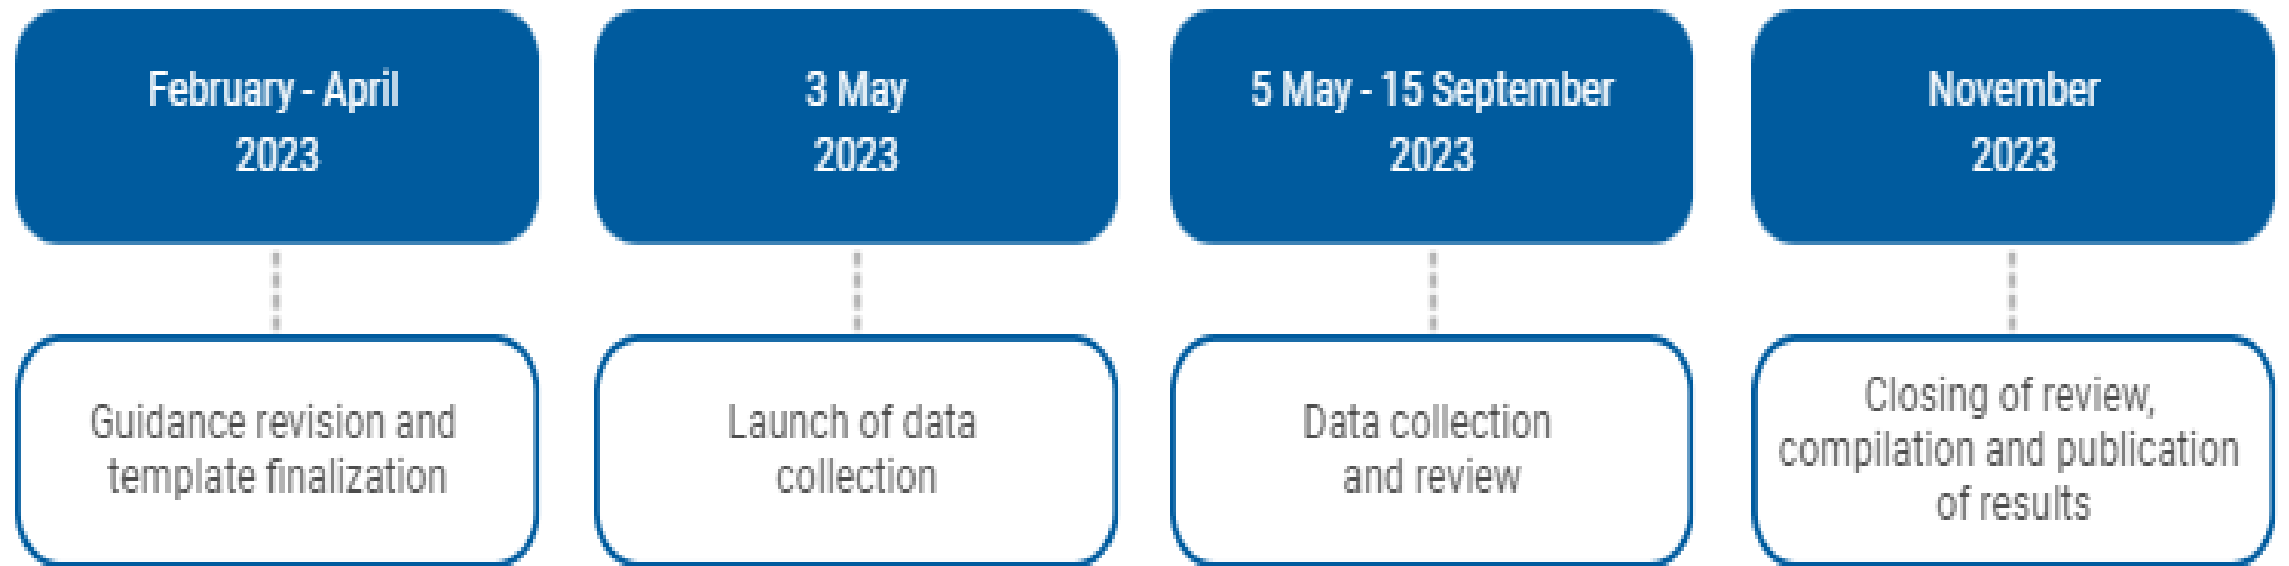 February - April
2023
Guidance revision and
template finalization
3 May
2023
Launch of data
collection
5 May - 15 September
2023
Data collection
and review
November
2023
Closing of review,
compilation and publication
of results